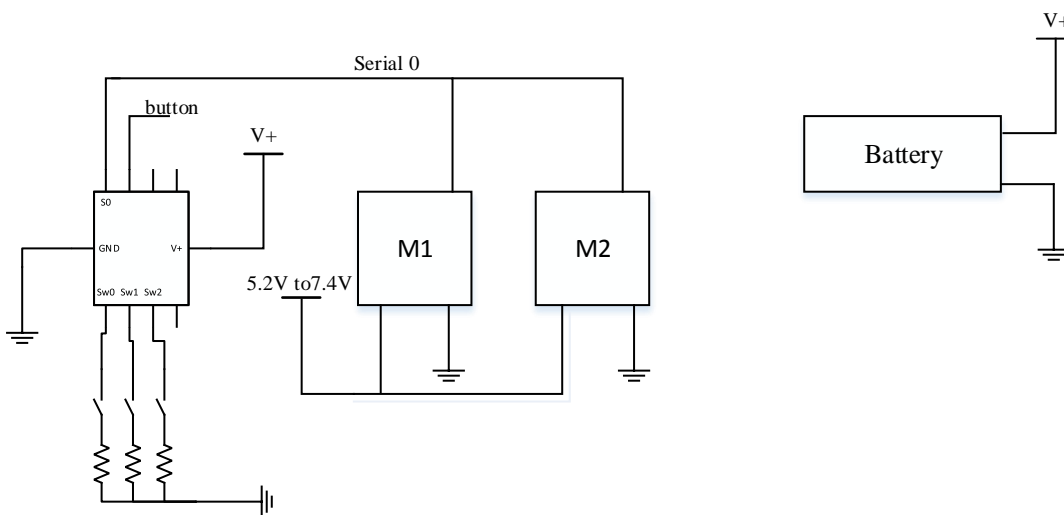 Serial 0
V+
button
V+
S0
Battery
GND
V+
M1
M2
5.2V to7.4V
Sw0
Sw1
Sw2